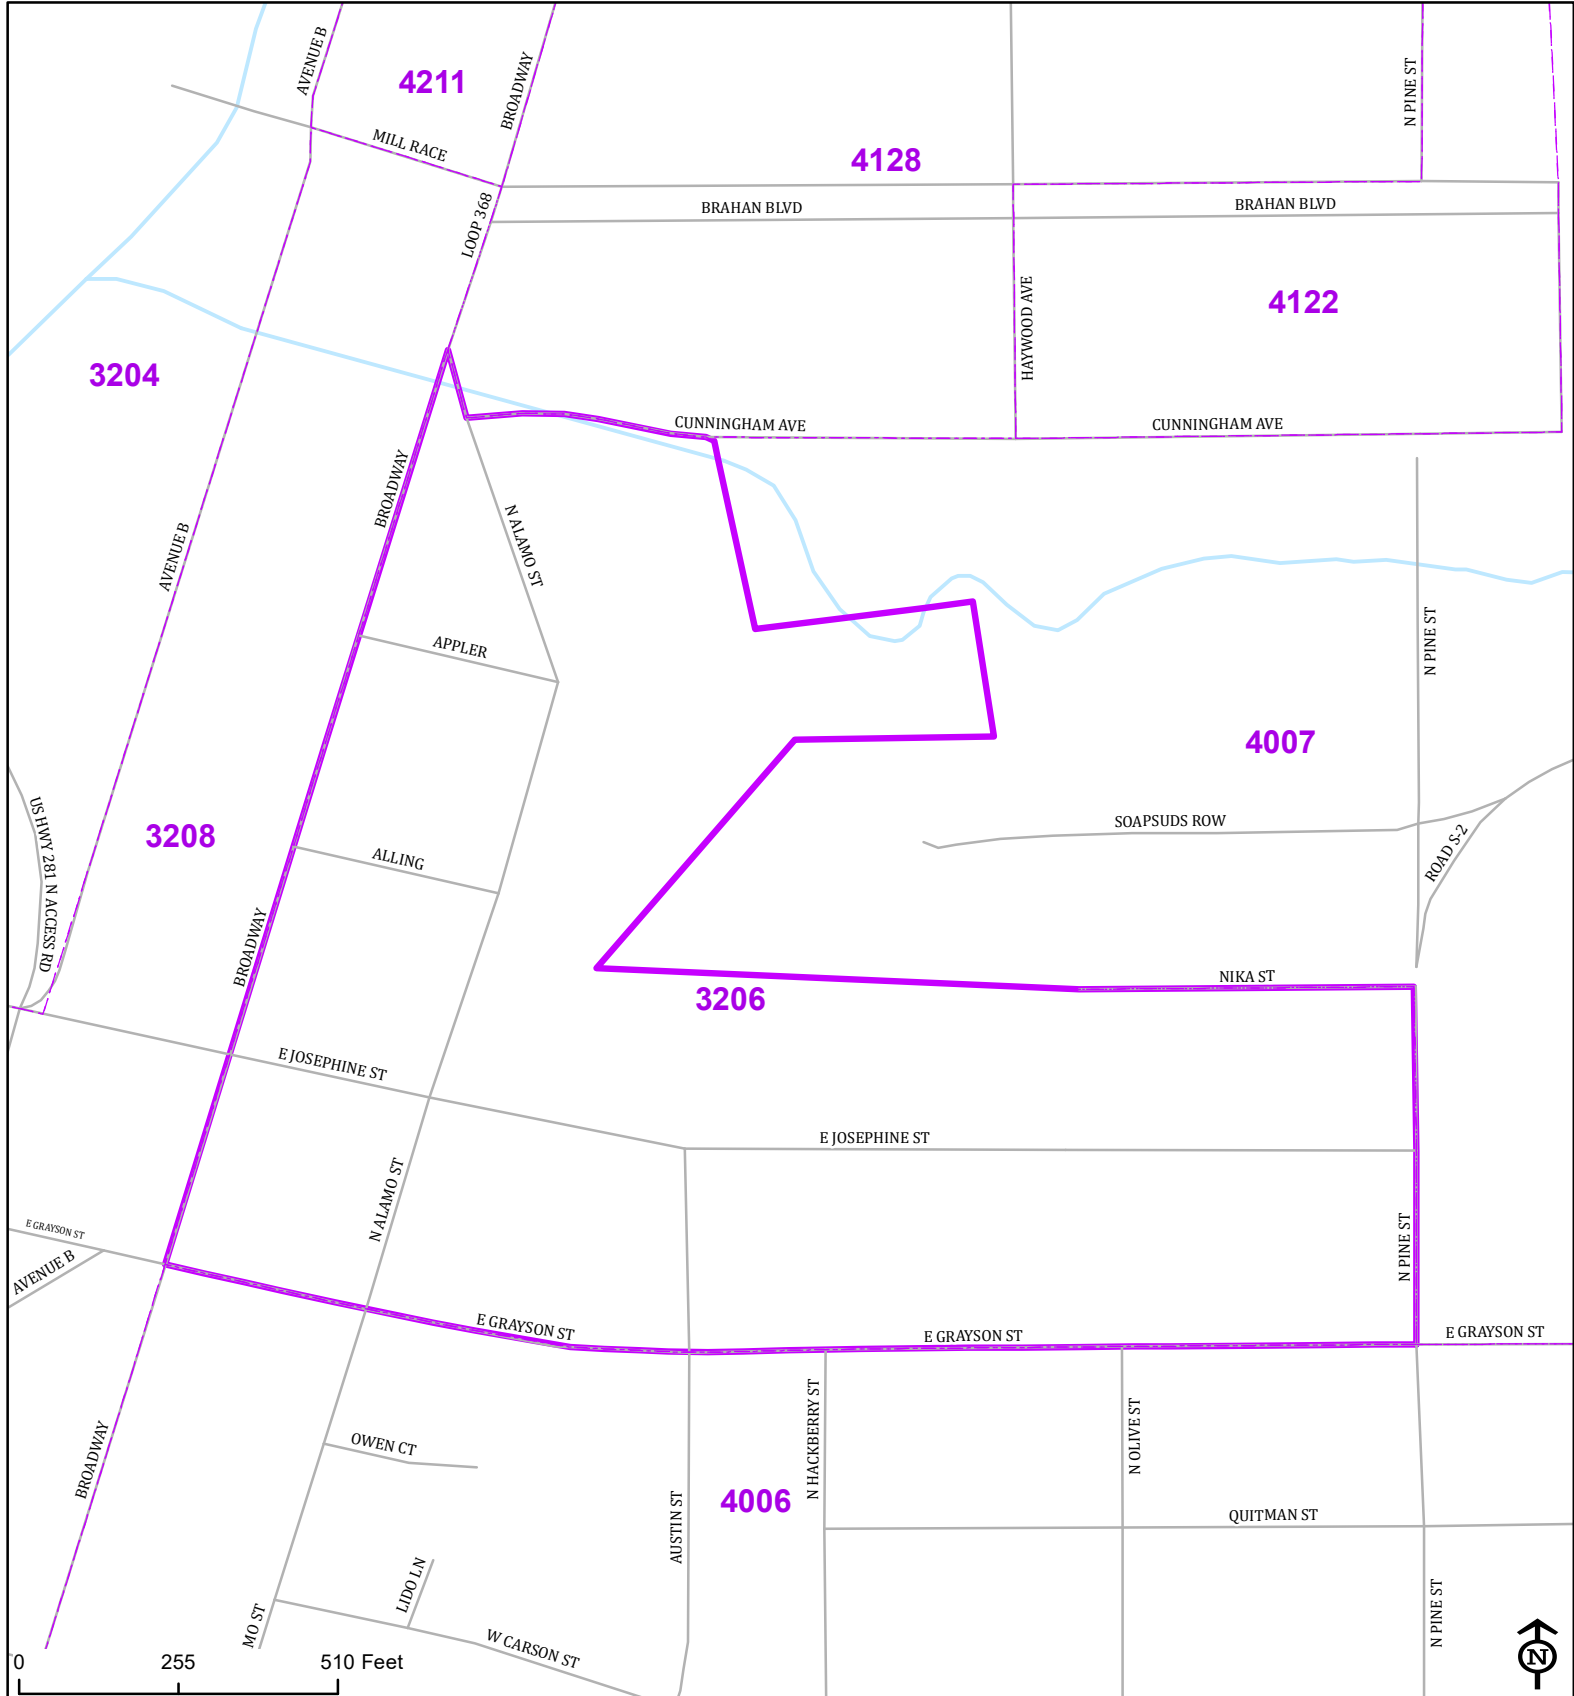 AVENUE B
4211
BROADWAY
N PINE ST
MILL RACE
4128
LOOP 368
BRAHAN BLVD
BRAHAN BLVD
HAYWOOD AVE
4122
3204
CUNNINGHAM AVE
CUNNINGHAM AVE
BROADWAY
AVENUE B
N ALAMO ST
APPLER
N PINE ST
4007
SOAPSUDS ROW
3208
ALLING
ROAD S-2
US HWY 281 N ACCESS RD
BROADWAY
NIKA ST
3206
E JOSEPHINE ST
E JOSEPHINE ST
N ALAMO ST
E GRAYSON ST
AVENUE B
N PINE ST
E GRAYSON ST
E GRAYSON ST
E GRAYSON ST
BROADWAY
OWEN CT
N HACKBERRY ST
N OLIVE ST
4006
AUSTIN ST
QUITMAN ST
LIDO LN
MO ST
W CARSON ST
N PINE ST
0 255 510 Feet
N